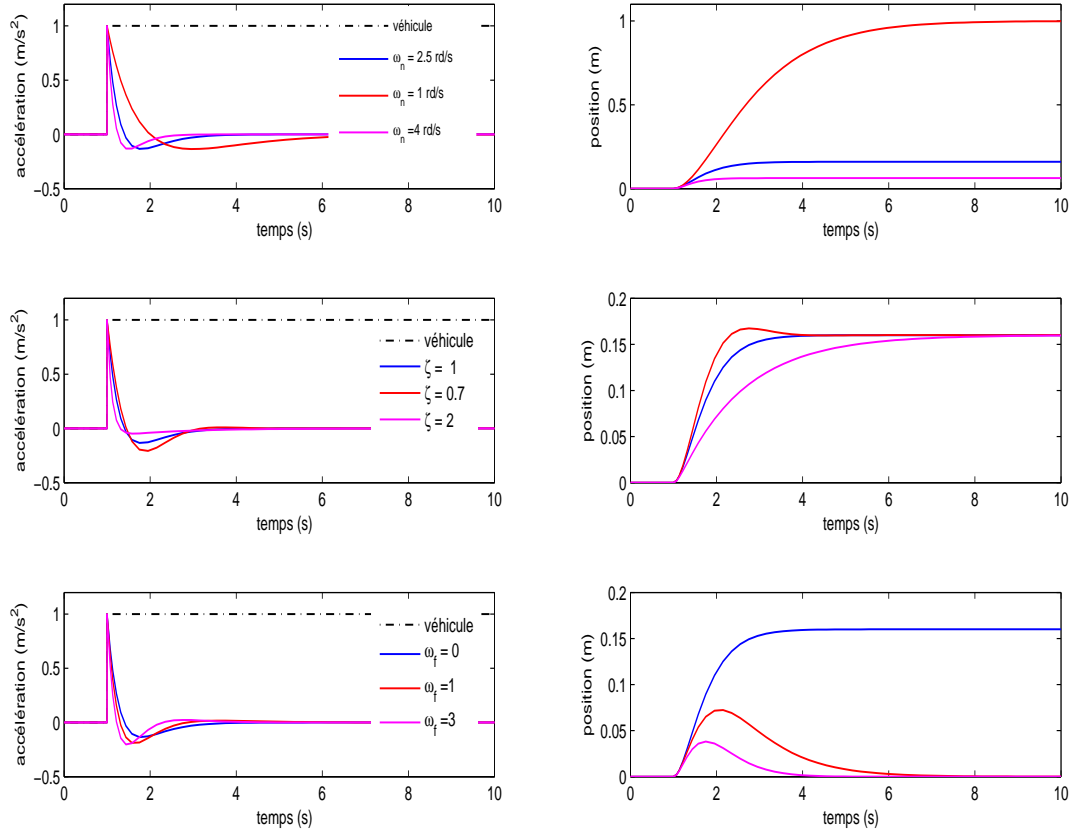 accélération (m/s²)
1
0.5
0
−0.5
0 2 4 6 8 10
temps (s)
véhicule
ωn = 2.5 rd/s
ωn = 1 rd/s
ωn =4 rd/s
position (m)
1
0.5
0
0 2 4 6 8 10
temps (s)
accélération (m/s²)
1
0.5
0
−0.5
0 2 4 6 8 10
temps (s)
véhicule
ζ = 1
ζ = 0.7
ζ = 2
position (m)
0.2
0.15
0.1
0.05
0
0 2 4 6 8 10
temps (s)
accélération (m/s²)
1
0.5
0
−0.5
0 2 4 6 8 10
temps (s)
véhicule
ωf = 0
ωf =1
ωf =3
position (m)
0.2
0.15
0.1
0.05
0
0 2 4 6 8 10
temps (s)